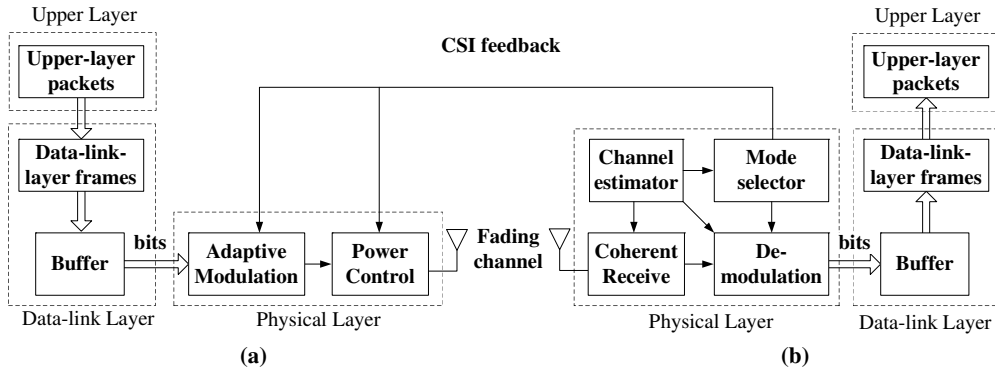 Upper Layer
Upper-layer
packets
Data-link-
layer frames
Buffer
Data-link Layer
bits
Adaptive
Modulation
Power
Control
Physical Layer
(a)
CSI feedback
Fading
channel
Channel
estimator
Mode
selector
Coherent
Receive
De-
modulation
Physical Layer
bits
Upper Layer
Upper-layer
packets
Data-link-
layer frames
Buffer
Data-link Layer
(b)